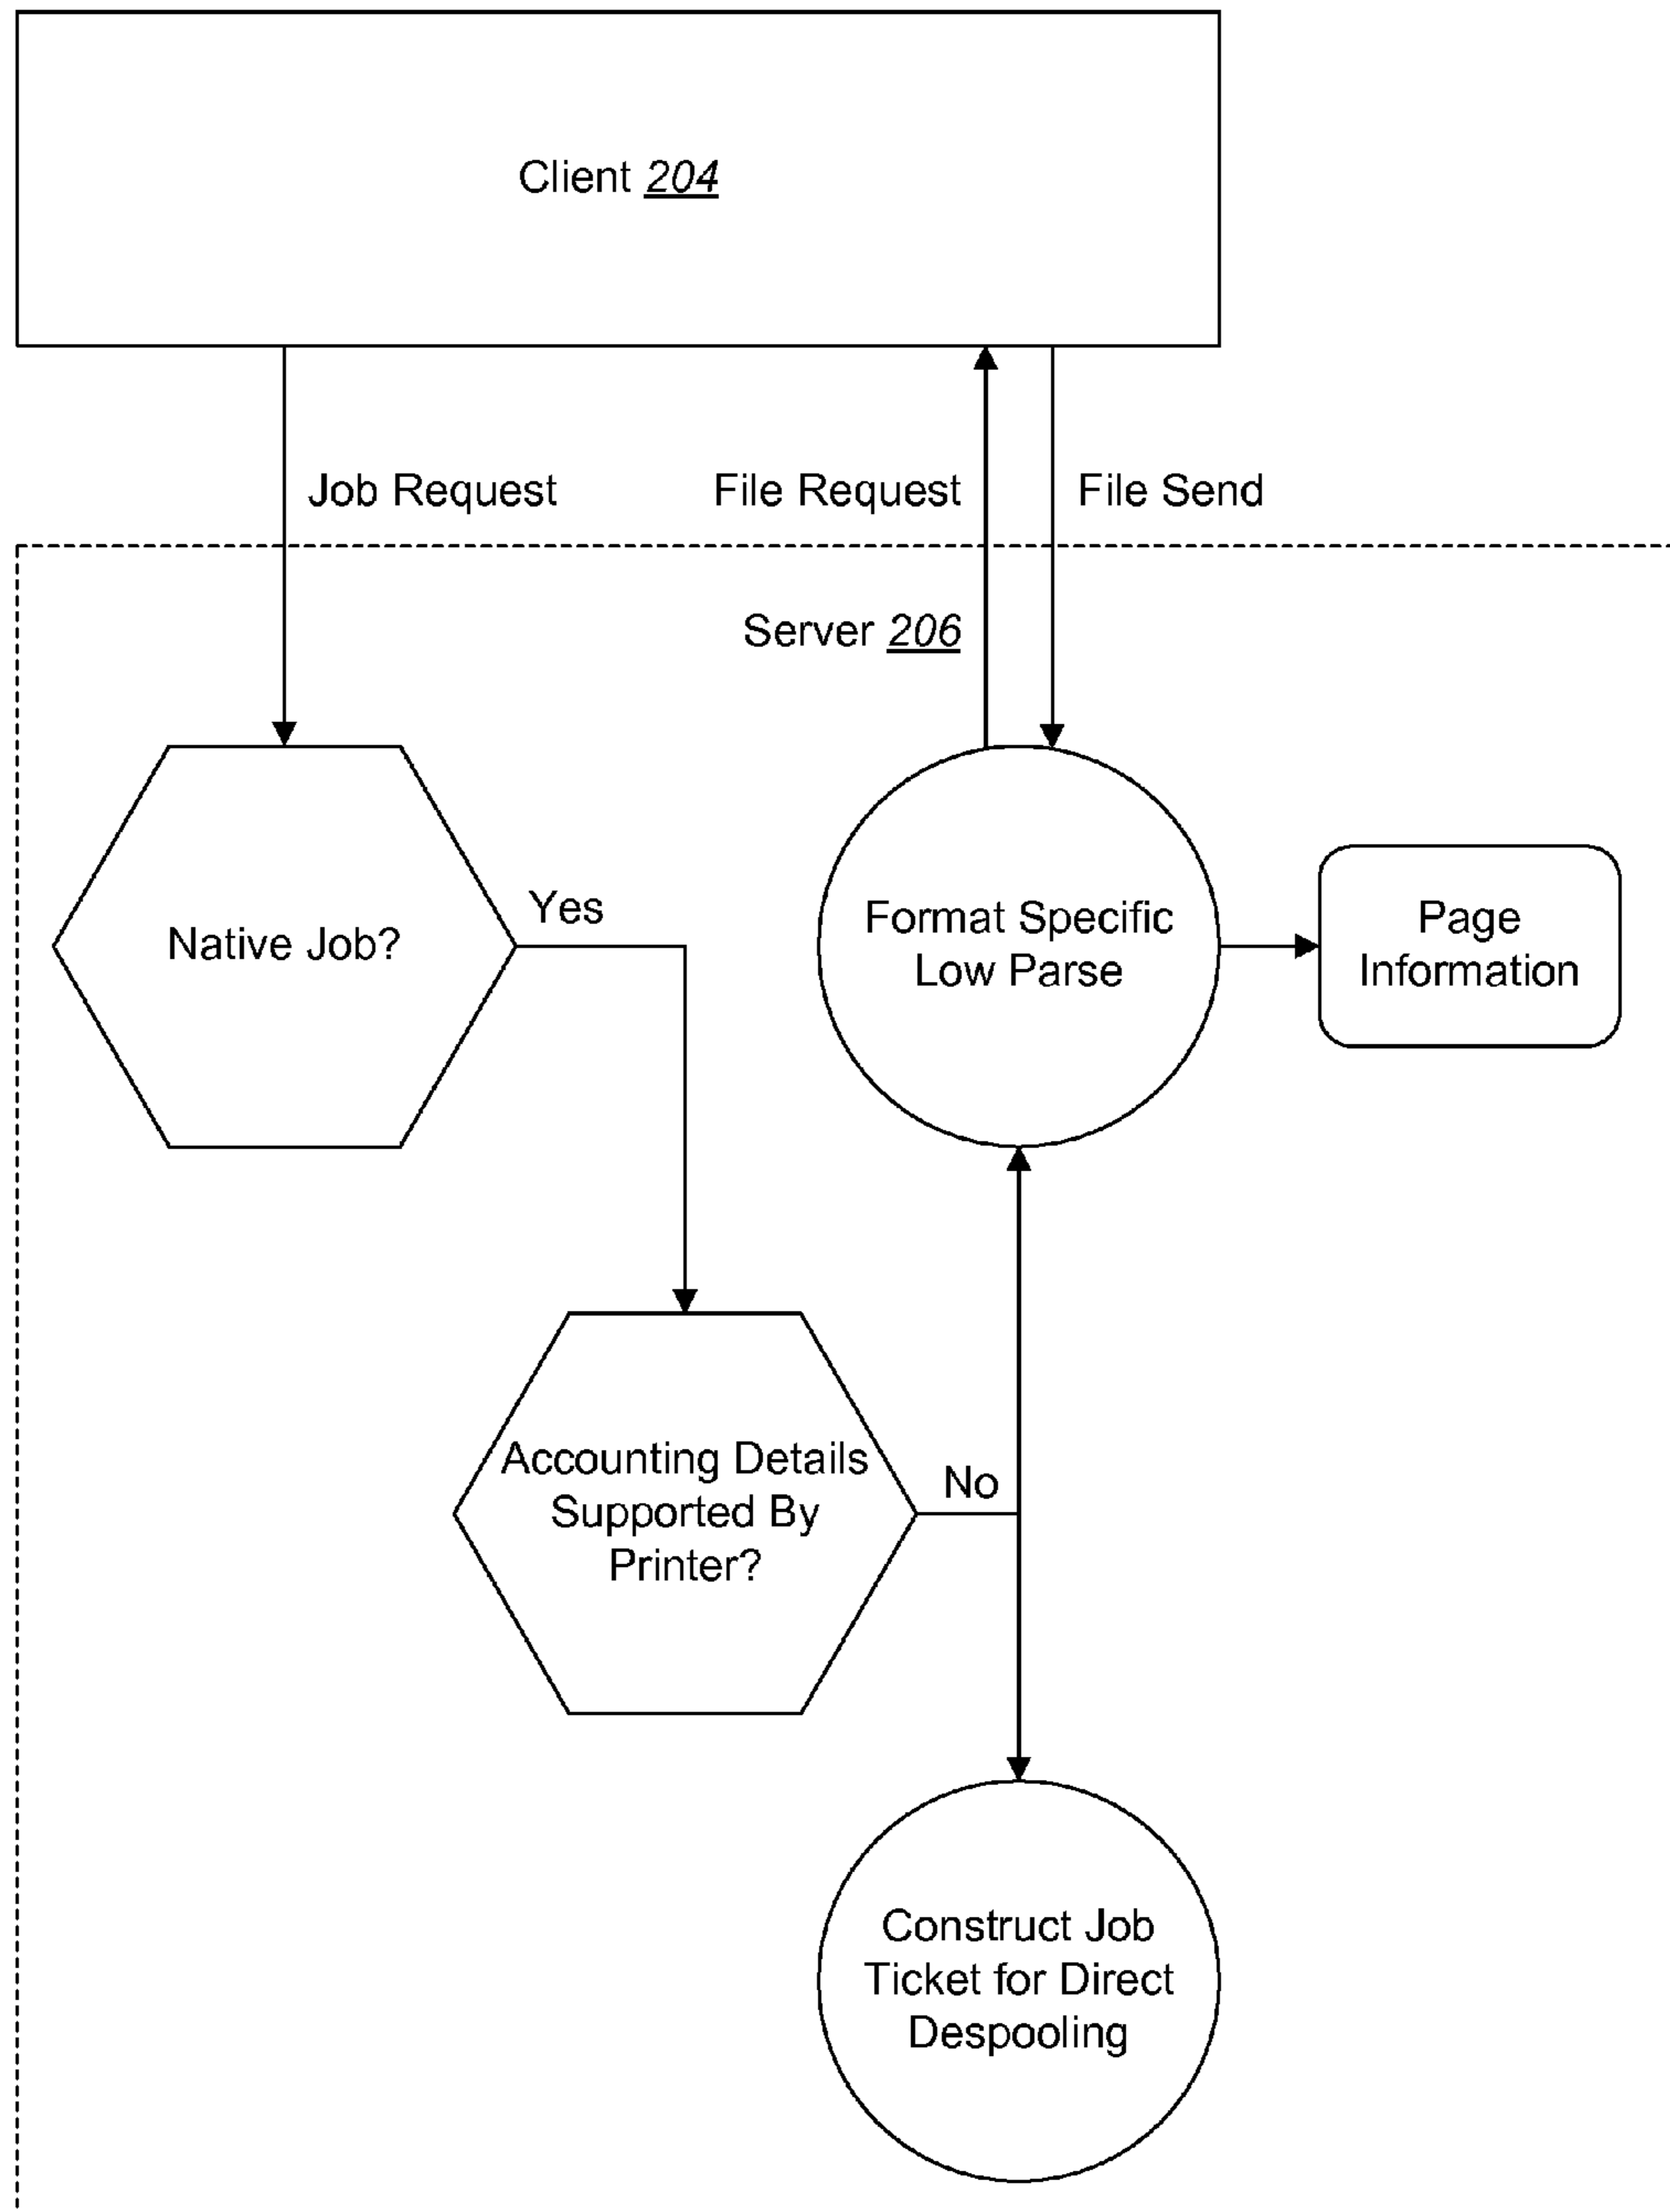 Client 204
Job Request
File Request
File Send
Server 206
Native Job?
Yes
Format Specific
Low Parse
Page
Information
Accounting Details
Supported By
Printer?
No
Construct Job
Ticket for Direct
Despooling